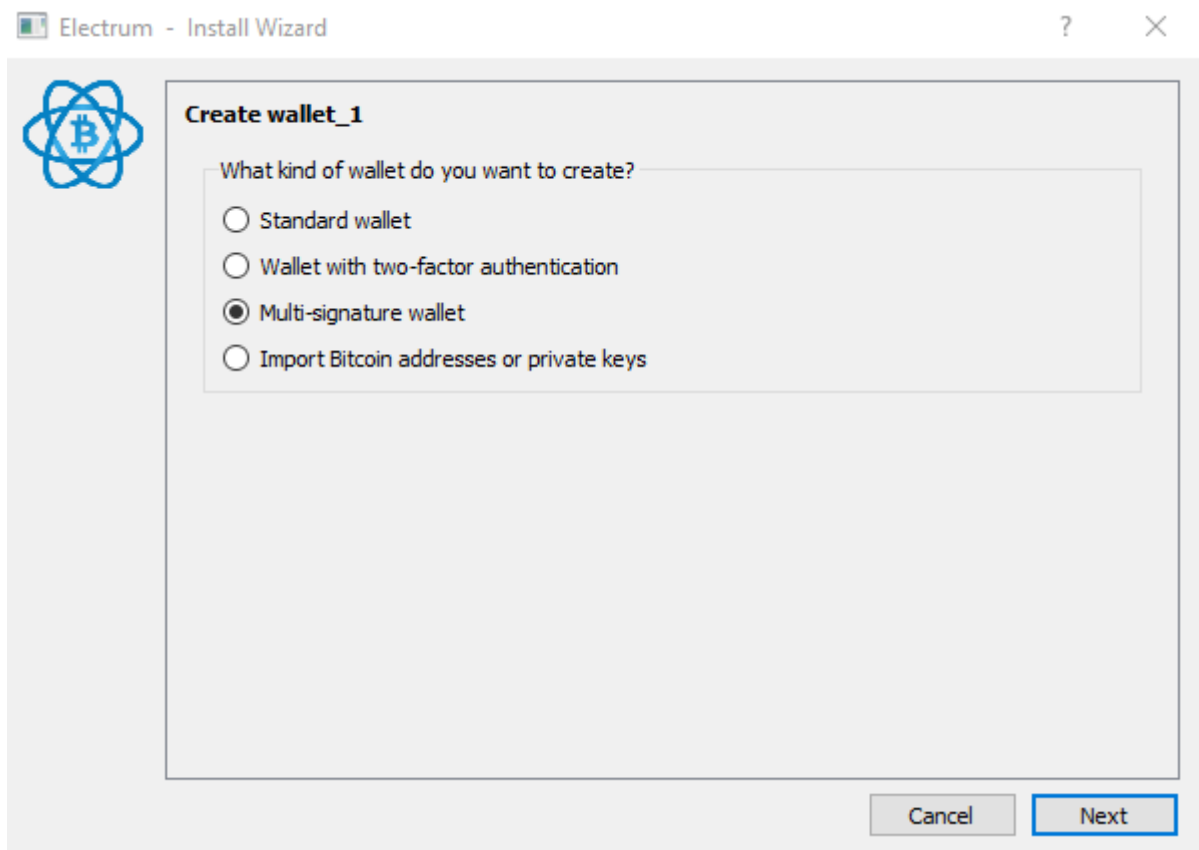 Electrum - Install Wizard
Create wallet_1
What kind of wallet do you want to create?
Standard wallet
Wallet with two-factor authentication
Multi-signature wallet
Import Bitcoin addresses or private keys
Cancel Next